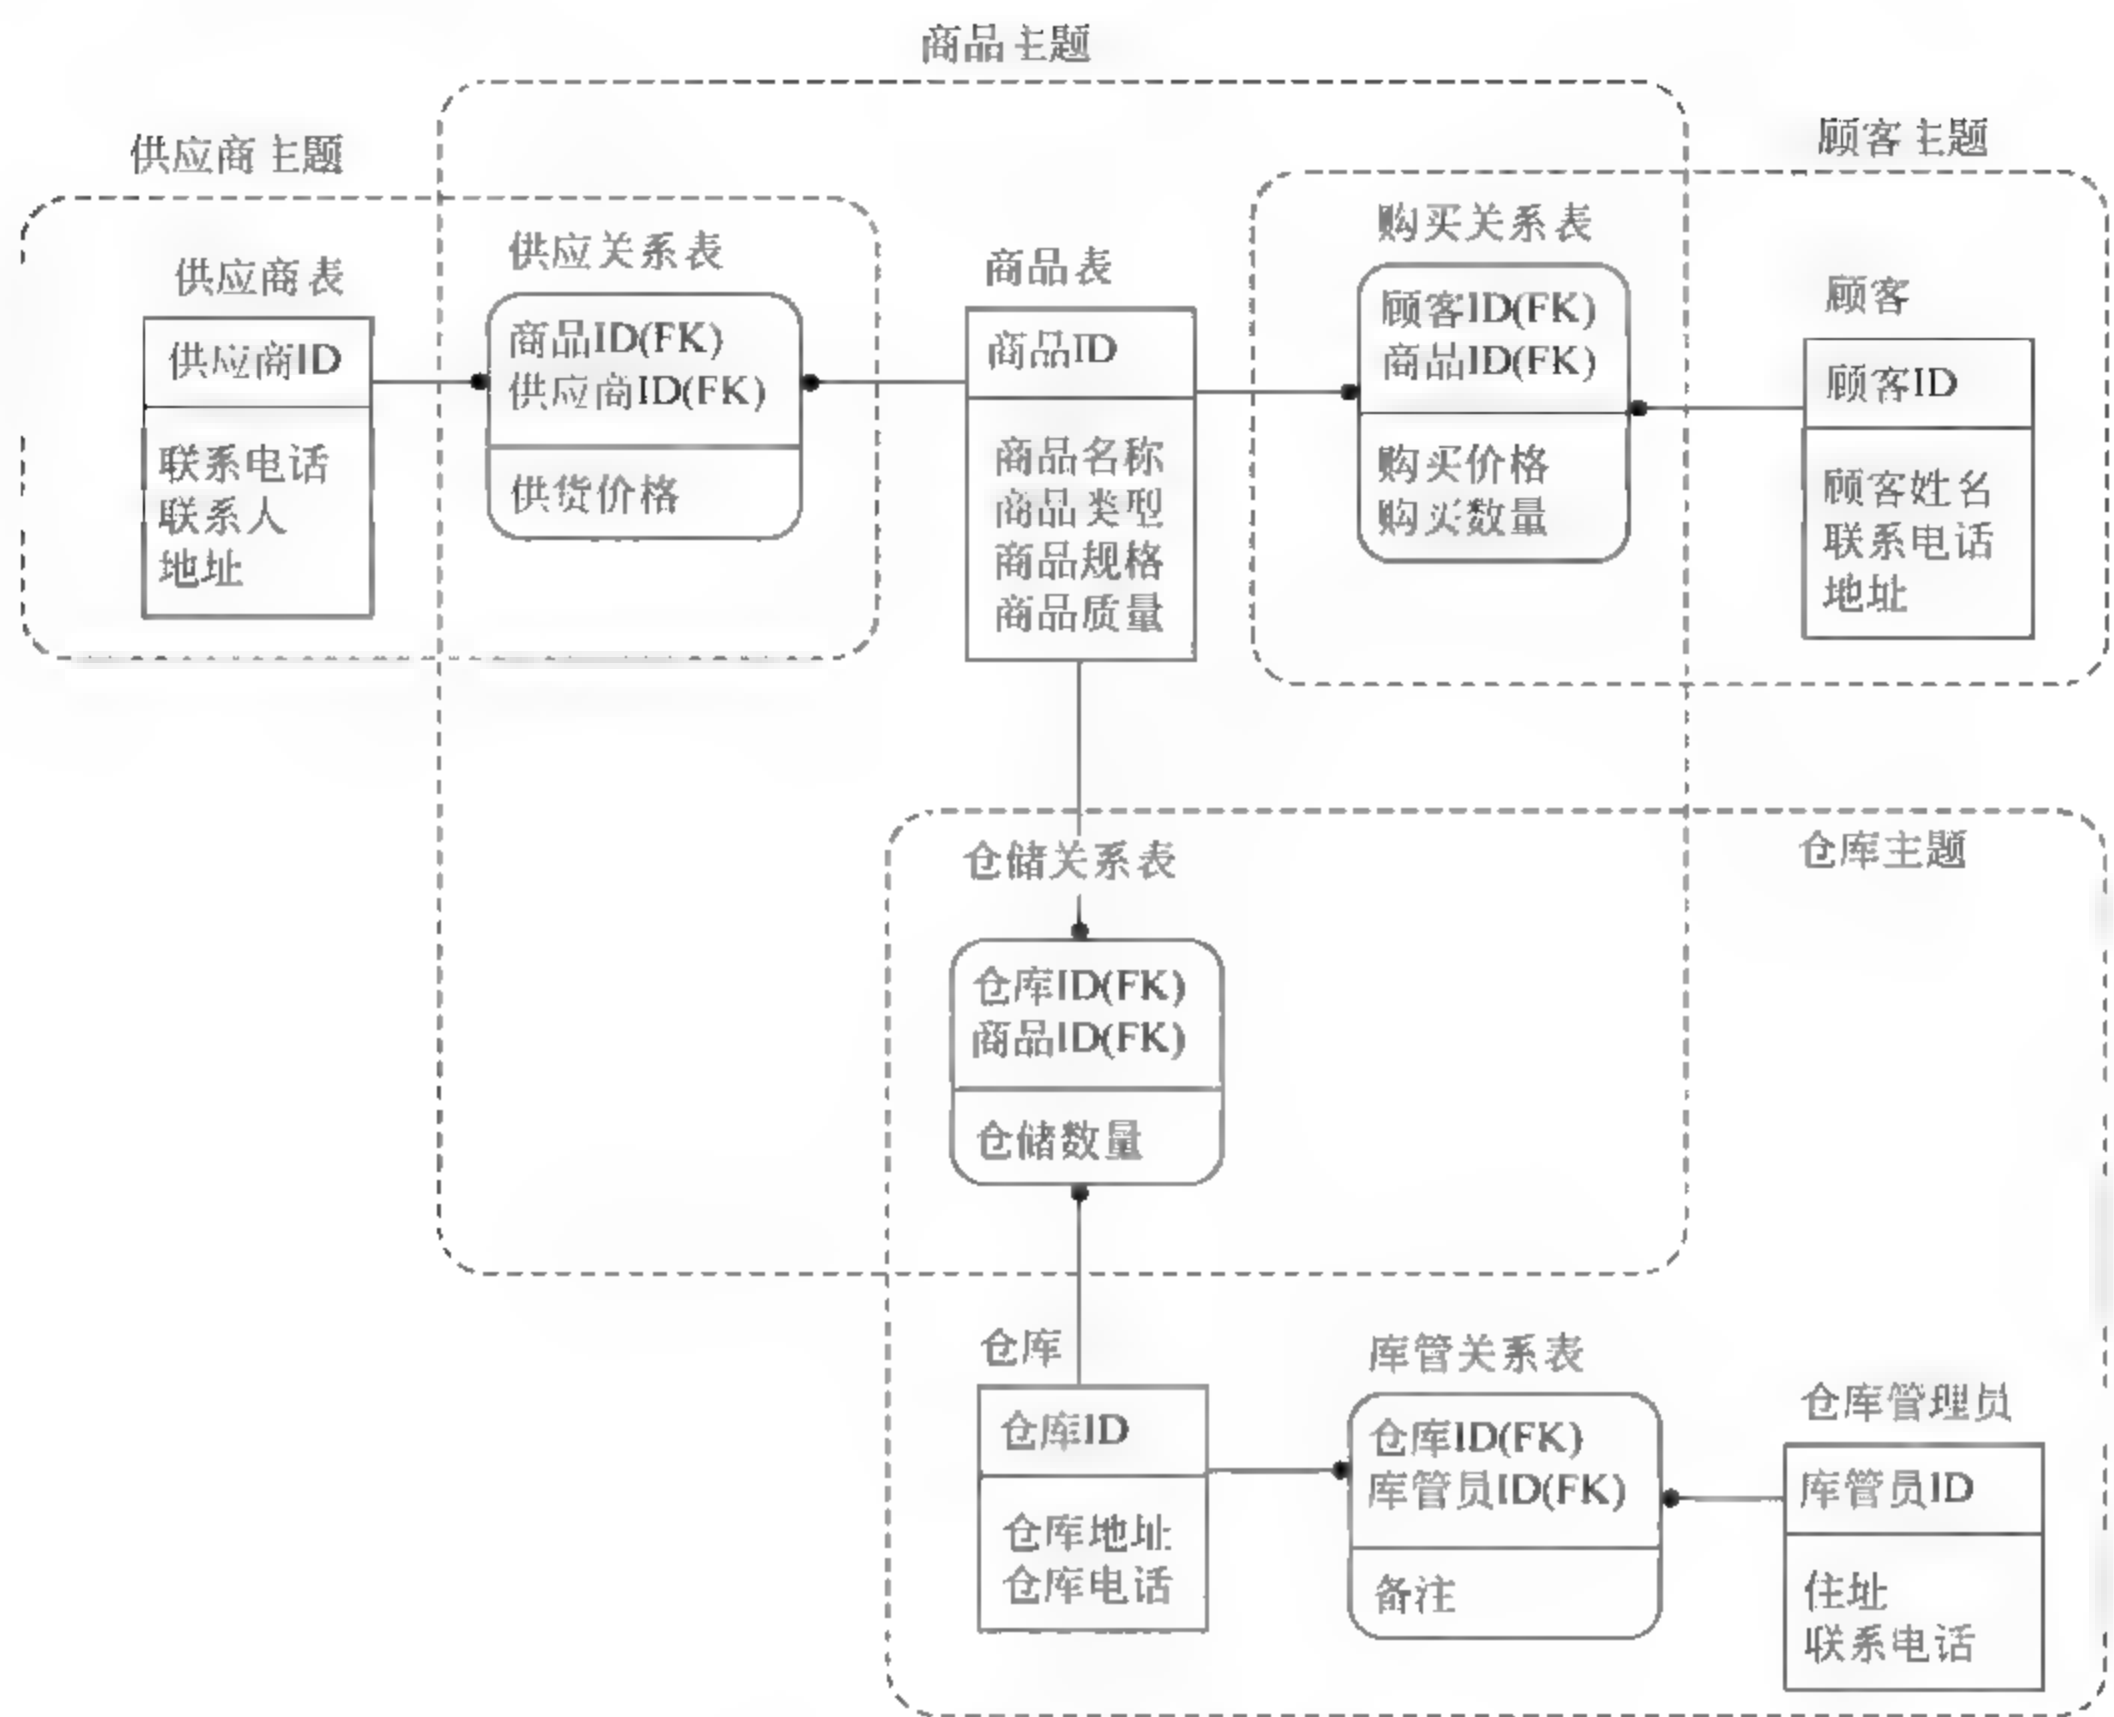 商品主题
供应商主题
顾客主题
供应商表
供应商ID
联系电话
联系人
地址
供应关系表
商品ID(FK)
供应商ID(FK)
供货价格
商品表
商品ID
商品名称
商品类型
商品规格
商品质量
购买关系表
顾客ID(FK)
商品ID(FK)
购买价格
购买数量
顾客
顾客ID
顾客姓名
联系电话
地址
仓库主题
仓储关系表
仓库ID(FK)
商品ID(FK)
仓储数量
仓库
仓库ID
仓库地址
仓库电话
库管关系表
仓库ID(FK)
库管员ID(FK)
备注
仓库管理员
库管员ID
住址
联系电话